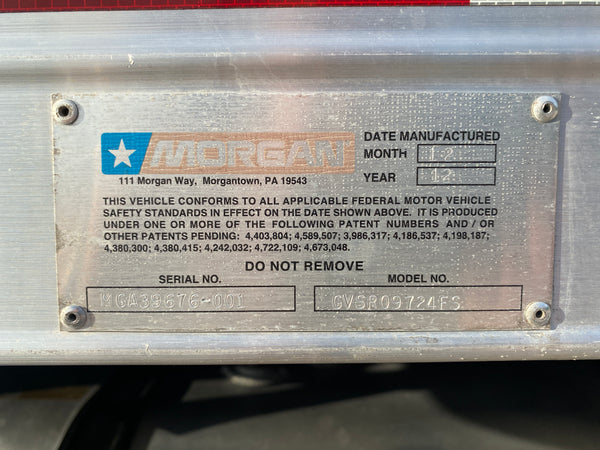 MORGAN
111 Morgan Way, Morgantown, PA 19543
DATE MANUFACTURED
MONTH 12
YEAR 12
THIS VEHICLE CONFORMS TO ALL APPLICABLE FEDERAL MOTOR VEHICLE
SAFETY STANDARDS IN EFFECT ON THE DATE SHOWN ABOVE. IT IS PRODUCED
UNDER ONE OR MORE OF THE FOLLOWING PATENT NUMBERS AND / OR
OTHER PATENTS PENDING: 4,403,804; 4,589,507; 3,986,317; 4,186,537; 4,198,187;
4,380,300; 4,380,415; 4,242,032; 4,722,109; 4,673,048.
DO NOT REMOVE
SERIAL NO. MODEL NO.
MGA39676-001 GVSR09724FS